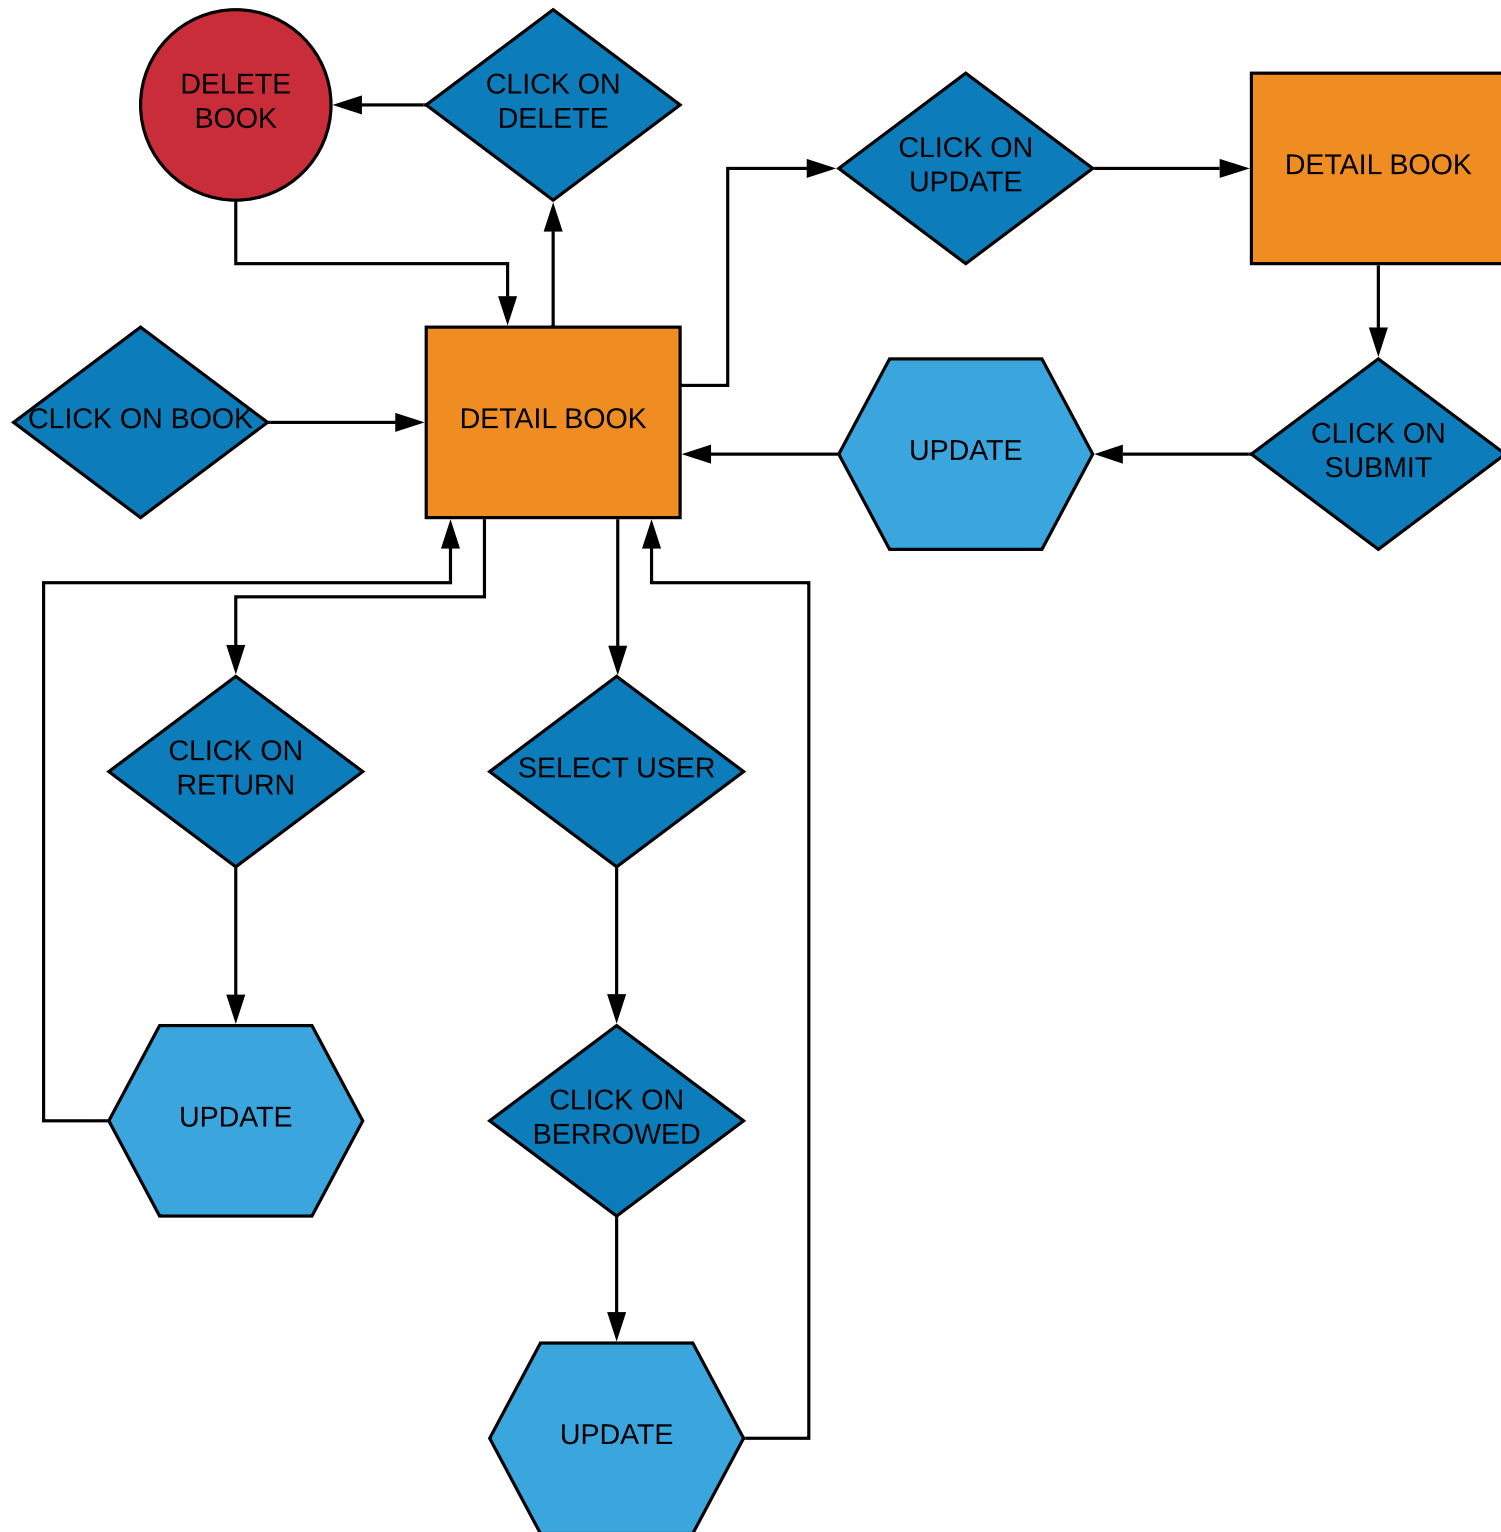 DELETE
BOOK
CLICK ON
DELETE
CLICK ON
UPDATE
DETAIL BOOK
CLICK ON BOOK
DETAIL BOOK
UPDATE
CLICK ON
SUBMIT
CLICK ON
RETURN
SELECT USER
UPDATE
CLICK ON
BERROWED
UPDATE